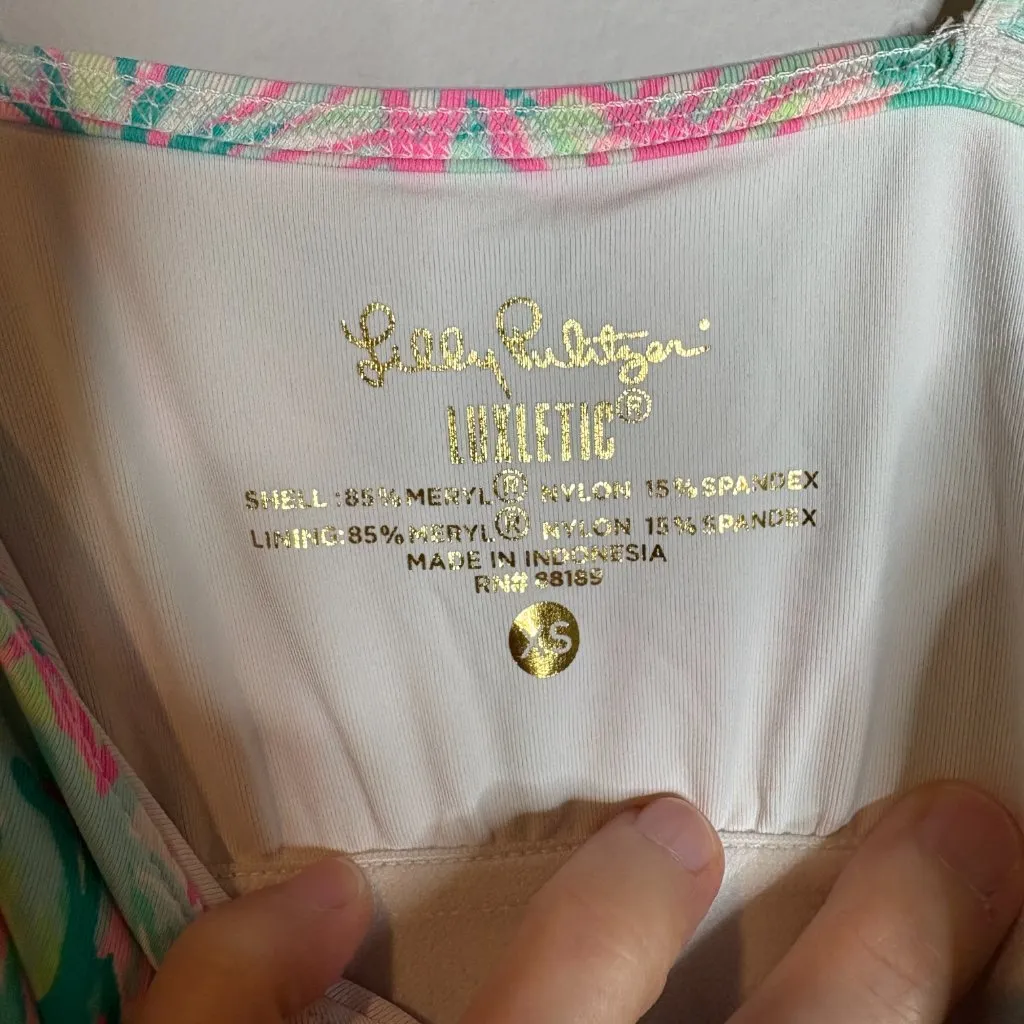 Lilly Pulitzer
LUXLETIC®
SHELL:85%MERYL® NYLON 15%SPANDEX
LINING:85%MERYL® NYLON 15%SPANDEX
MADE IN INDONESIA
RN# 88189
XS